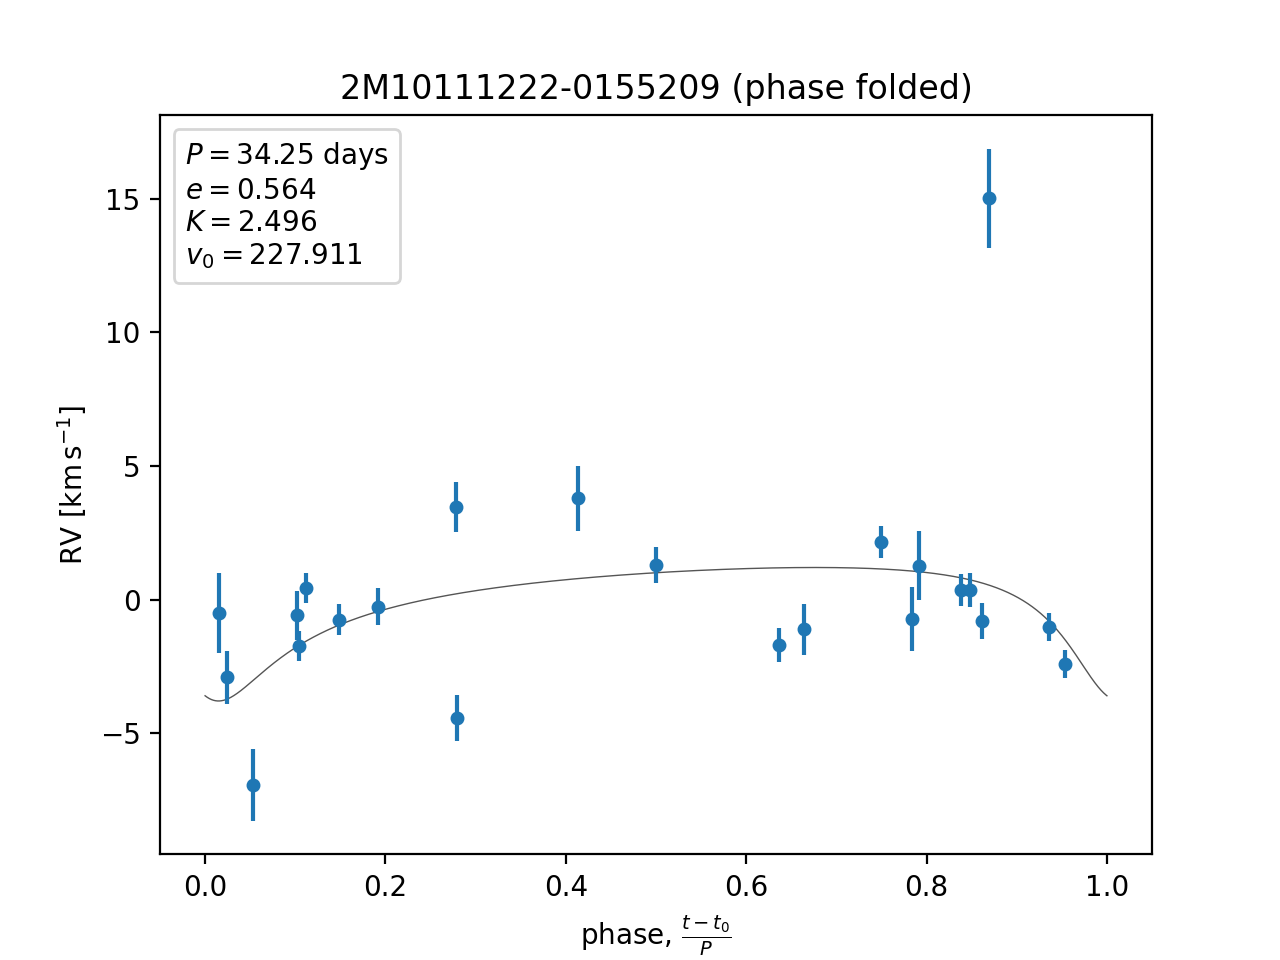 2M10111222-0155209 (phase folded)
P = 34.25 days
e = 0.564
K = 2.496
v₀ = 227.911
15
10
5
0
−5
RV [km s⁻¹]
0.0 0.2 0.4 0.6 0.8 1.0
phase, (t − t₀)/P